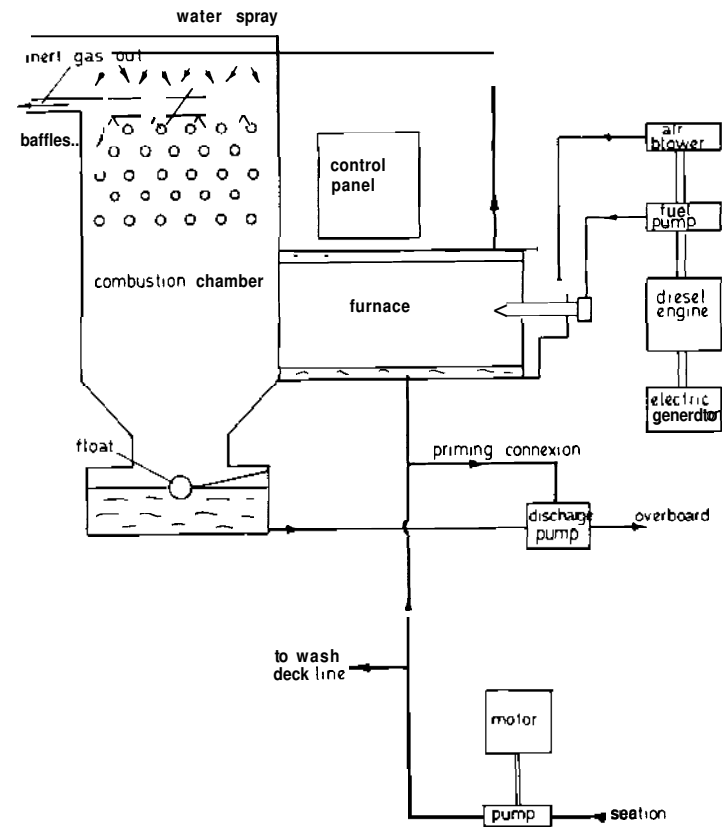 water spray
inert gas out
air
blower
baffles..
control
panel
fuel
pump
combustion chamber
furnace
diesel
engine
electric
generator
float
priming connexion
discharge
pump
overboard
to wash
deck line
motor
pump
seation